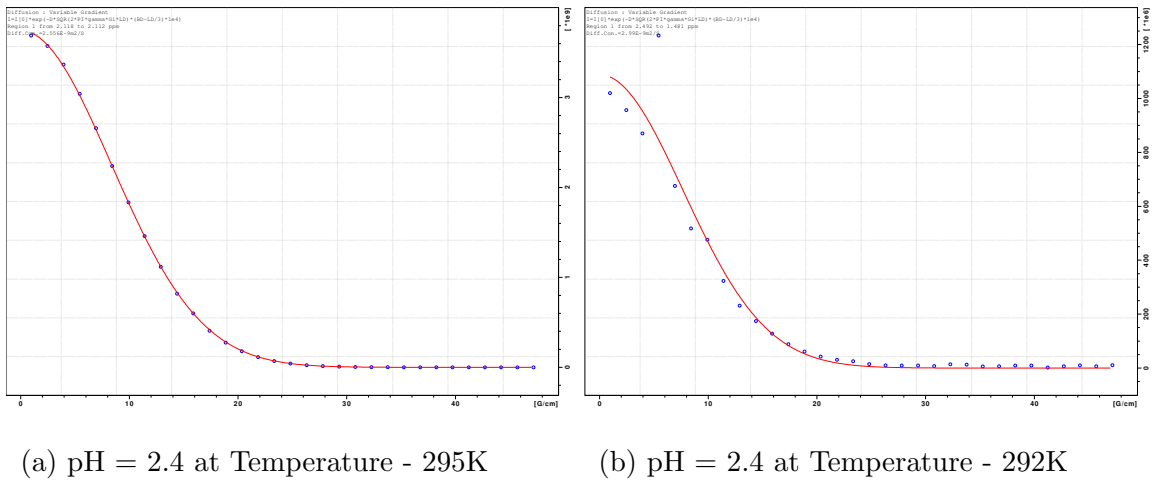 Diffusion : Variable Gradient
I=I[0]*exp(-D*SQR(2*PI*gamma*Gi*LD)*(BD-LD/3)*1e4)
Region 1 from 2.118 to 2.112 ppm
Diff.Con.=2.556E-9m2/s
[ *1e9]
3
2
1
0
0 10 20 30 40 [G/cm]
Diffusion : Variable Gradient
I=I[0]*exp(-D*SQR(2*PI*gamma*Gi*LD)*(BD-LD/3)*1e4)
Region 1 from 2.492 to 1.481 ppm
Diff.Con.=2.99E-9m2/s
[ *1e6]
1200
1000
800
600
400
200
0
0 10 20 30 40 [G/cm]
(a) pH = 2.4 at Temperature - 295K
(b) pH = 2.4 at Temperature - 292K